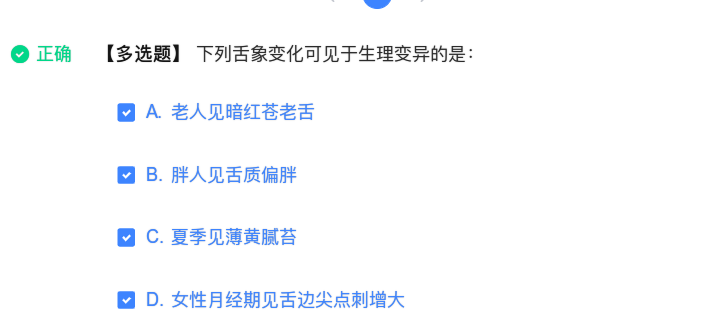 正确 【多选题】 下列舌象变化可见于生理变异的是：
A. 老人见暗红苍老舌
B. 胖人见舌质偏胖
C. 夏季见薄黄腻苔
D. 女性月经期见舌边尖点刺增大